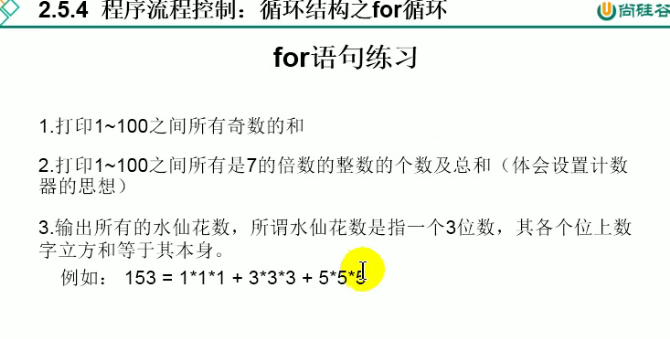 2.5.4 程序流程控制：循环结构之for循环
尚硅谷
for语句练习
1.打印1~100之间所有奇数的和
2.打印1~100之间所有是7的倍数的整数的个数及总和（体会设置计数
器的思想）
3.输出所有的水仙花数，所谓水仙花数是指一个3位数，其各个位上数
字立方和等于其本身。
例如： 153 = 1*1*1 + 3*3*3 + 5*5*5